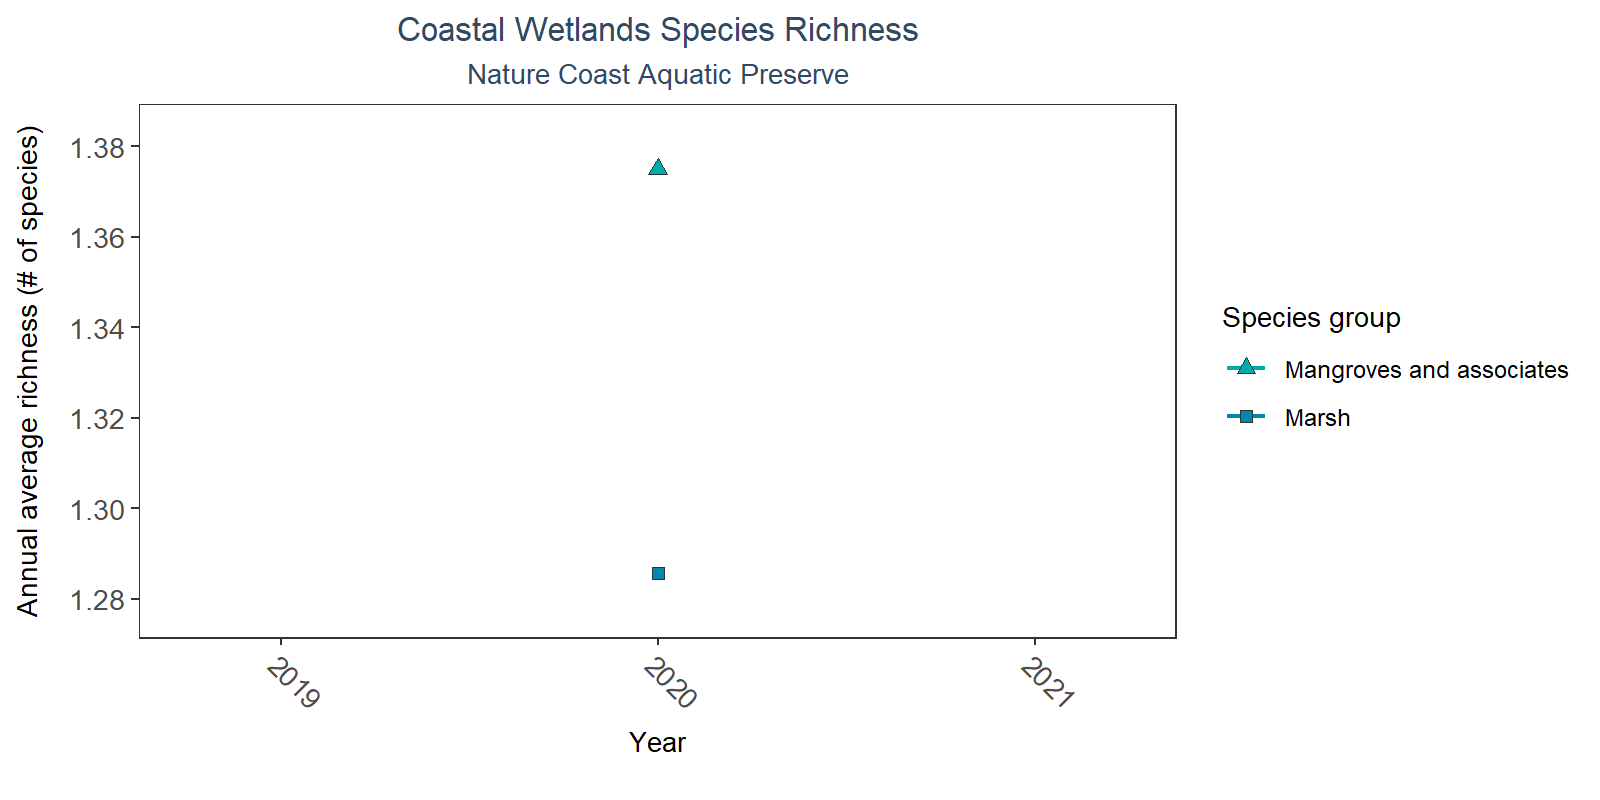 Coastal Wetlands Species Richness
Nature Coast Aquatic Preserve
Annual average richness (# of species)
1.38
1.36
1.34
1.32
1.30
1.28
2019
2020
2021
Year
Species group
Mangroves and associates
Marsh